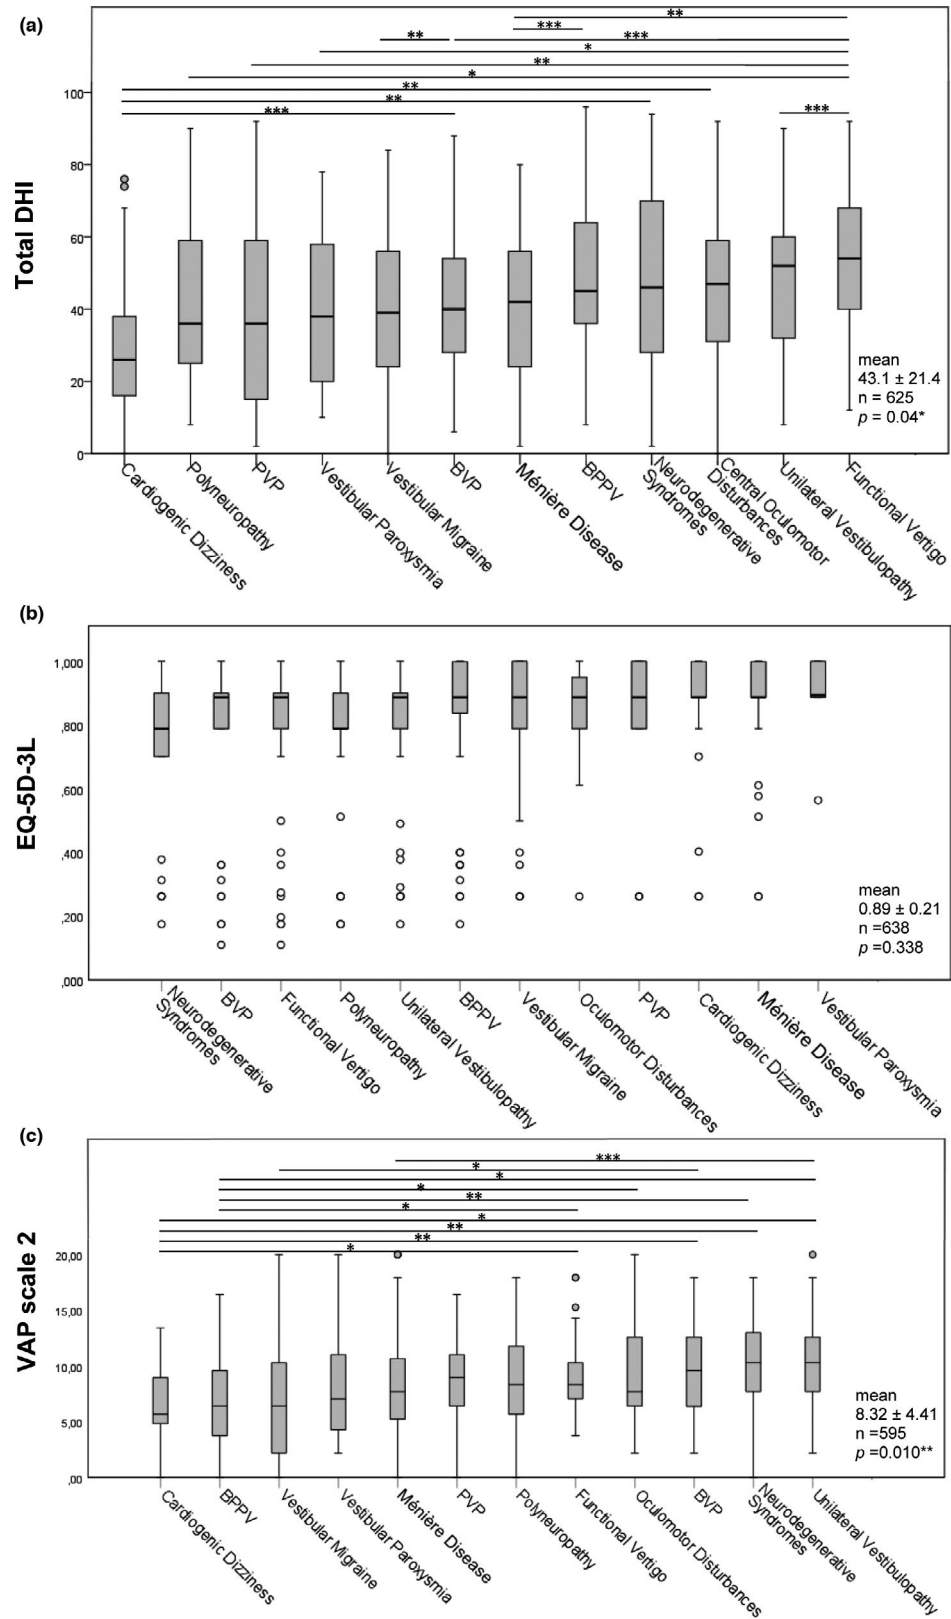 (a)
Total DHI
** 
*** 
** ***
*
**
*
**
**
***
***
100
80
60
40
20
0
mean
43.1 ± 21.4
n = 625
p = 0.04*
Cardiogenic Dizziness
Polyneuropathy
PVP
Vestibular Paroxysmia
Vestibular Migraine
BVP
Ménière Disease
BPPV
Neurodegenerative
Syndromes
Central Oculomotor
Disturbances
Unilateral Vestibulopathy
Functional Vertigo
(b)
EQ-5D-3L
1,000
,800
,600
,400
,200
,000
mean
0.89 ± 0.21
n =638
p =0.338
Neurodegenerative
Syndromes
BVP
Functional Vertigo
Polyneuropathy
Unilateral Vestibulopathy
BPPV
Vestibular Migraine
Oculomotor Disturbances
PVP
Cardiogenic Dizziness
Ménière Disease
Vestibular Paroxysmia
(c)
VAP scale 2
***
*
*
*
**
*
*
**
**
*
20,00
15,00
10,00
5,00
,00
mean
8.32 ± 4.41
n =595
p =0.010**
Cardiogenic Dizziness
BPPV
Vestibular Migraine
Vestibular Paroxysmia
Ménière Disease
PVP
Polyneuropathy
Functional Vertigo
Oculomotor Disturbances
BVP
Neurodegenerative
Syndromes
Unilateral Vestibulopathy